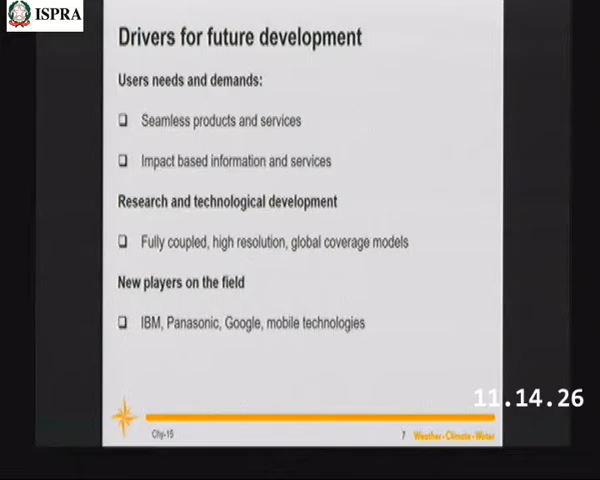 ISPRA
Drivers for future development
Users needs and demands:
Seamless products and services
Impact based information and services
Research and technological development
Fully coupled, high resolution, global coverage models
New players on the field
IBM, Panasonic, Google, mobile technologies
11.14.26
Chy-15
7 Weather • Climate • Water